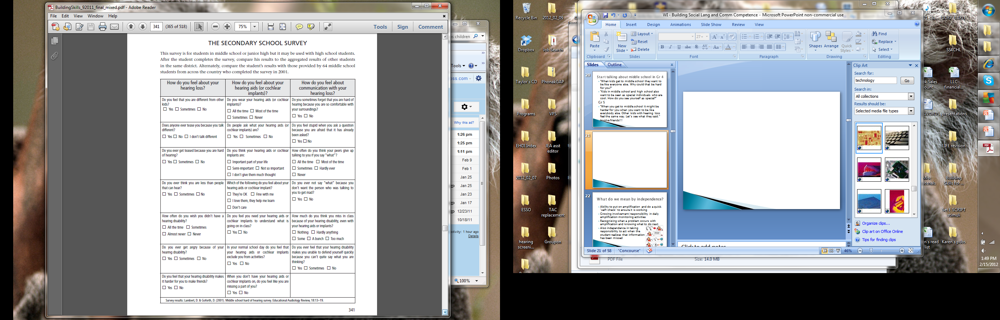 BuildingSkills_92011_final_mixed.pdf - Adobe Reader
File Edit View Window Help
341 (365 of 518) 75% Tools Sign Comment
THE SECONDARY SCHOOL SURVEY
This survey is for students in middle school or junior high but it may be used with high school students.
After the student completes the survey, compare his results to the aggregated results of other students
in the same district. Alternately, compare the student's results with those provided by 64 middle school
students from across the country who completed the survey in 2001.
How do you feel about your
hearing loss?
How do you feel about your
hearing aids (or cochlear
implants)?
How do you feel about
communication with your
hearing loss?
Do you feel that you are different from other
kids?
Yes Sometimes No
Do you wear your hearing aids (or cochlear
implants)?
All the time Most of the time
Sometimes Never
Do you sometimes forget that you are hard of
hearing because you are so comfortable with
your surroundings?
Yes No
Does anyone ever tease you because you talk
different?
Yes No I don't talk different
Do people ask what your hearing aids (or
cochlear implants) are?
Yes Sometimes No
Do you feel stupid when you ask a question
because you are afraid that it has already
been asked?
Yes No
Do you ever get teased because you are hard
of hearing?
Yes Sometimes No
Do you think your hearing aids or cochlear
implants are:
Important part of your life
Semi-important Not so important
I don't give them much thought
How often do you think your peers give up
talking to you if you say "what"?
All the time Most of the time
Sometimes Hardly ever
Never
Do you ever think you are less than people
that can hear?
Yes Sometimes No
Which of the following do you feel about your
hearing aids or cochlear implant?
They're OK Fine with me
I love them, they help me learn
Don't care
Do you ever not say "what" because you
don't want the person who was talking to
you to get mad?
Yes No
How often do you wish you didn't have a
hearing disability?
All the time Sometimes
Almost never Never
Do you feel you need your hearing aids or
cochlear implants to understand what is
going on in class?
Yes No
How much do you think you miss in class
because of your hearing disability, even with
your hearing aids or implants?
Nothing Hardly anything
Some A bunch Too much
Do you ever get angry because of your
hearing disability?
Yes Sometimes No
In your normal school day do you feel that
your hearing aids or cochlear implants
exclude you from activities?
Yes No
Do you ever feel that your hearing disability
makes you unable to defend yourself quickly
because you can't quite say what you are
thinking?
Yes Sometimes No
Do you feel that your hearing disability makes
it harder for you to make friends?
Yes No
When you don't have your hearing aids or
cochlear implants on, do you feel like you are
missing a part of you?
Yes No
Survey results: Lambert, D. & Goforth, D. (2001). Middle school hard of hearing survey. Educational Audiology Review, 18:13–19.
341
children
Tools
oss.com
Why this ad?
1:26 pm
1:25 pm
1:11 pm
Feb 9
Feb 1
Jan 25
Jan 25
Jan 23
Jan 17
12/23/11
10/18/11
ctivity: 1 hour ago
Details
100%
Recycle Bin
2012_02_09
Dropbox
Job Search
Taylor's CD
PhonakGAP
Programs
VPS
EHDI Index
JEA asst
editor
2012_02_07
Photos
ESSO
TAC
replacement
hearing
screeni...
Groupon
WI - Building Social Lang and Comm Competence - Microsoft PowerPoint non-commercial use
Home Insert Design Animations Slide Show Review View
Paste
Clipboard
New
Slide
Layout
Reset
Delete
Slides
27
B I U abe S AV Aa A
Font
Paragraph
Shapes Arrange Quick
Styles
Drawing
Find
Replace
Select
Editing
Slides Outline
20
Start talking about middle school in Gr 4
"When kids get to middle school they want to
be like everyone else. Why could that be hard
for you?"
"Kids in middle school and high school also
want to be seen as special individuals who are
cool. How do you see yourself as special?"
Gr 5
"When you get to middle school it might be
harder for you when you want to be like
everybody else. Other kids with hearing loss
feel the same way. Let's see what they said."
Involve friends!!!
21
22
What do we mean by independence?
Ability to put on amplification and do a quick
'self-check' to ensure it is working
Growing involvement/responsibility in daily
amplification monitoring activities
Recognizing when a problem occurs with
amplification and knowing what to do next
Also independence in taking
responsibility to act when the
student realizes that information
has been missed
Click to add notes
Slide 21 of 58 "Concourse" 46%
PDF File Size: 14.0 MB
Clip Art
Search for:
technology Go
Search in:
All collections
Results should be:
Selected media file types
Organize clips...
Clip art on Office Online
Tips for finding clips
DDRP-TARLE
SS4CHL
LLC
financial...
presentations
LIFE revision
Building
Skills for ...
Set E SCRIPT
stimuli
Karen's pubs
PDF
1:49 PM
2/15/2012